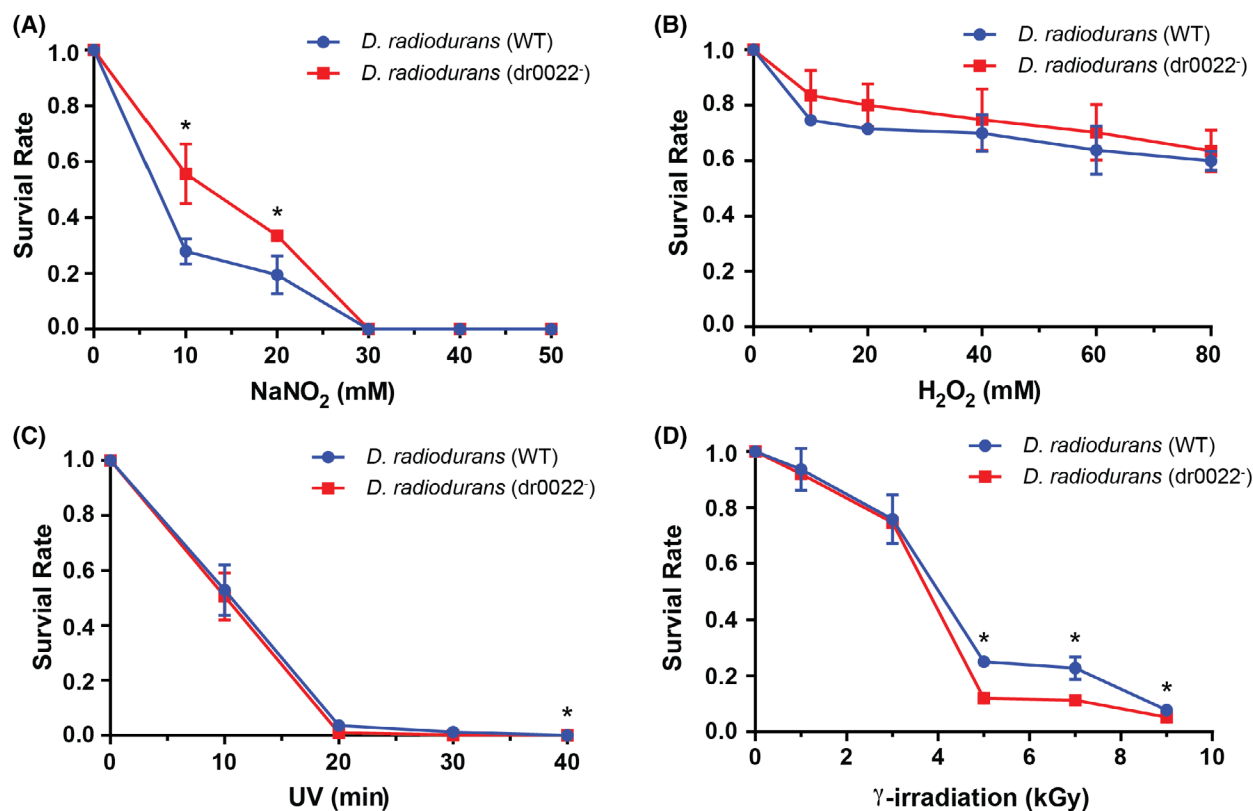 (A)
D. radiodurans (WT)
D. radiodurans (dr0022-)
Survial Rate
1.0
0.8
0.6
0.4
0.2
0.0
*
*
0 10 20 30 40 50
NaNO2 (mM)
(B)
D. radiodurans (WT)
D. radiodurans (dr0022-)
Survial Rate
1.0
0.8
0.6
0.4
0.2
0.0
0 20 40 60 80
H2O2 (mM)
(C)
D. radiodurans (WT)
D. radiodurans (dr0022-)
Survial Rate
1.0
0.8
0.6
0.4
0.2
0.0
*
0 10 20 30 40
UV (min)
(D)
D. radiodurans (WT)
D. radiodurans (dr0022-)
Survial Rate
1.0
0.8
0.6
0.4
0.2
0.0
*
*
*
0 2 4 6 8 10
γ-irradiation (kGy)